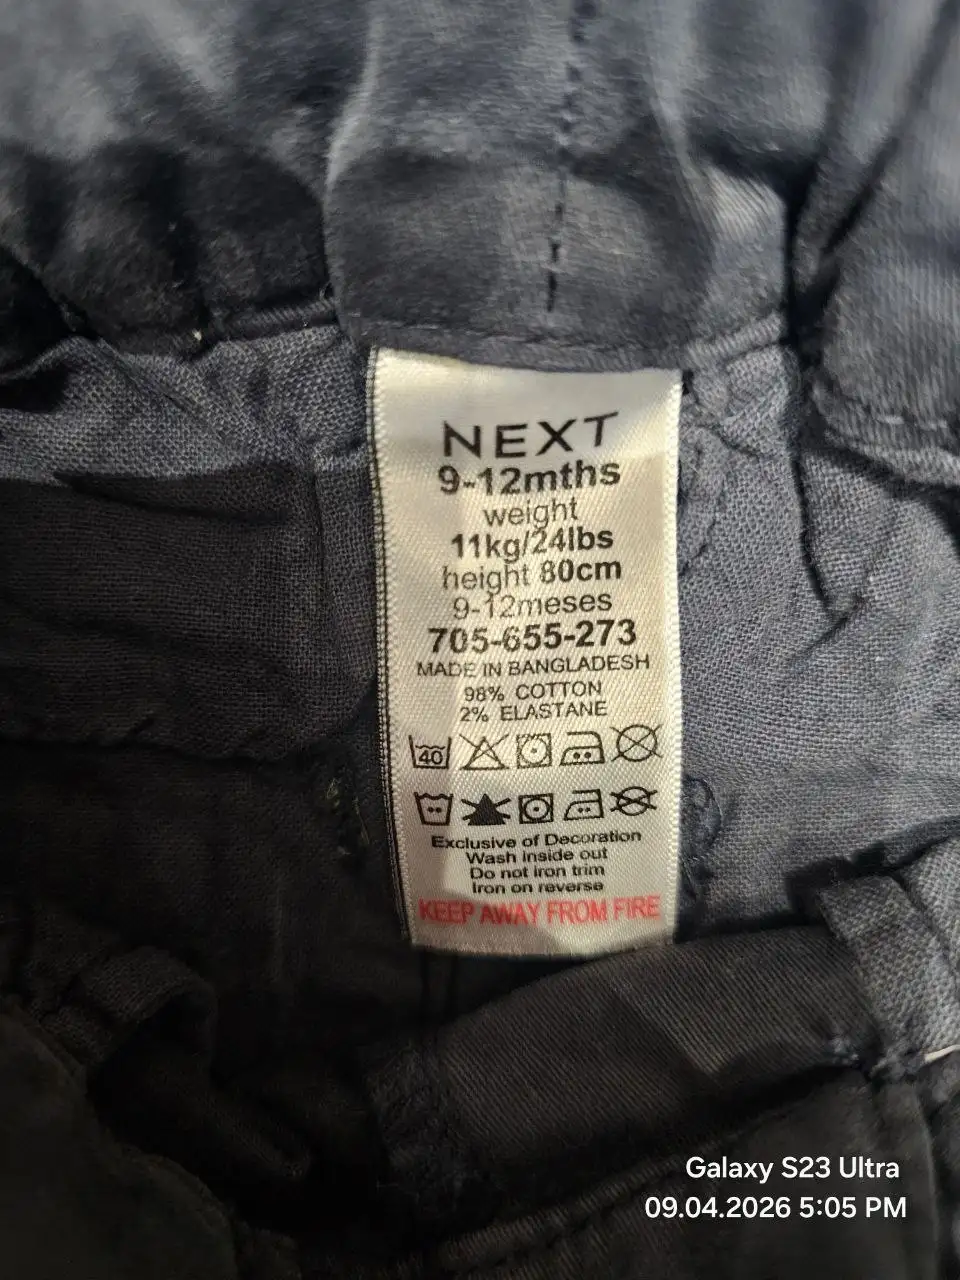 NEXT
9-12mths
weight
11kg/24lbs
height 80cm
9-12meses
705-655-273
MADE IN BANGLADESH
98% COTTON
2% ELASTANE
40
Exclusive of Decoration
Wash inside out
Do not iron trim
Iron on reverse
KEEP AWAY FROM FIRE
Galaxy S23 Ultra
09.04.2026 5:05 PM